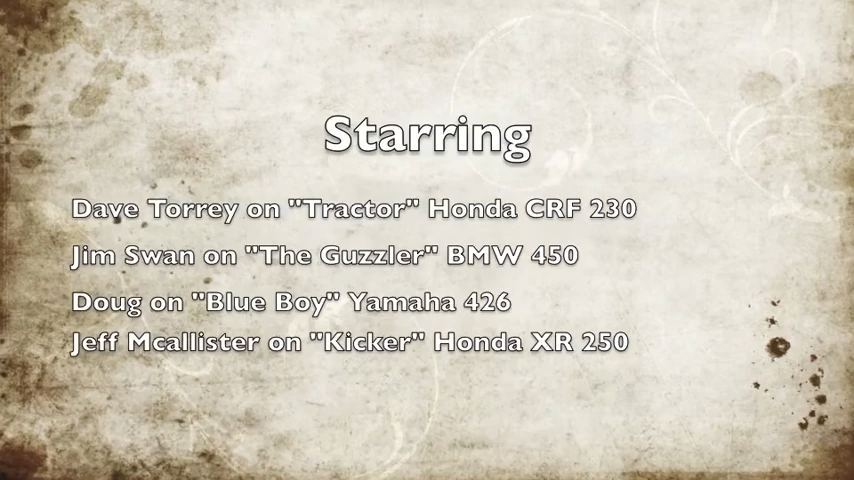 Starring
Dave Torrey on "Tractor" Honda CRF 230
Jim Swan on "The Guzzler" BMW 450
Doug on "Blue Boy" Yamaha 426
Jeff Mcallister on "Kicker" Honda XR 250